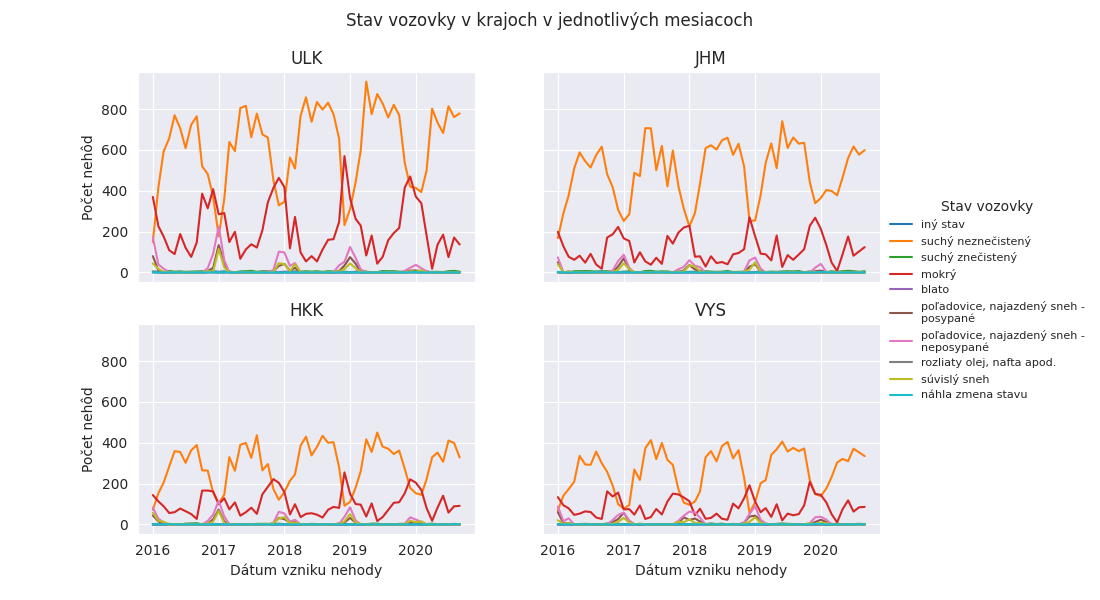 Stav vozovky v krajoch v jednotlivých mesiacoch
ULK
JHM
800
600
400
200
0
Počet nehôd
Stav vozovky
iný stav
suchý neznečistený
suchý znečistený
mokrý
blato
poľadovice, najazdený sneh -
posypané
poľadovice, najazdený sneh -
neposypané
rozliaty olej, nafta apod.
súvislý sneh
náhla zmena stavu
HKK
VYS
800
600
400
200
0
Počet nehôd
2016 2017 2018 2019 2020
2016 2017 2018 2019 2020
Dátum vzniku nehody
Dátum vzniku nehody